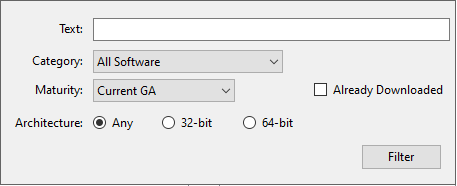 Text:
Category: All Software
Maturity: Current GA Already Downloaded
Architecture: Any 32-bit 64-bit
Filter